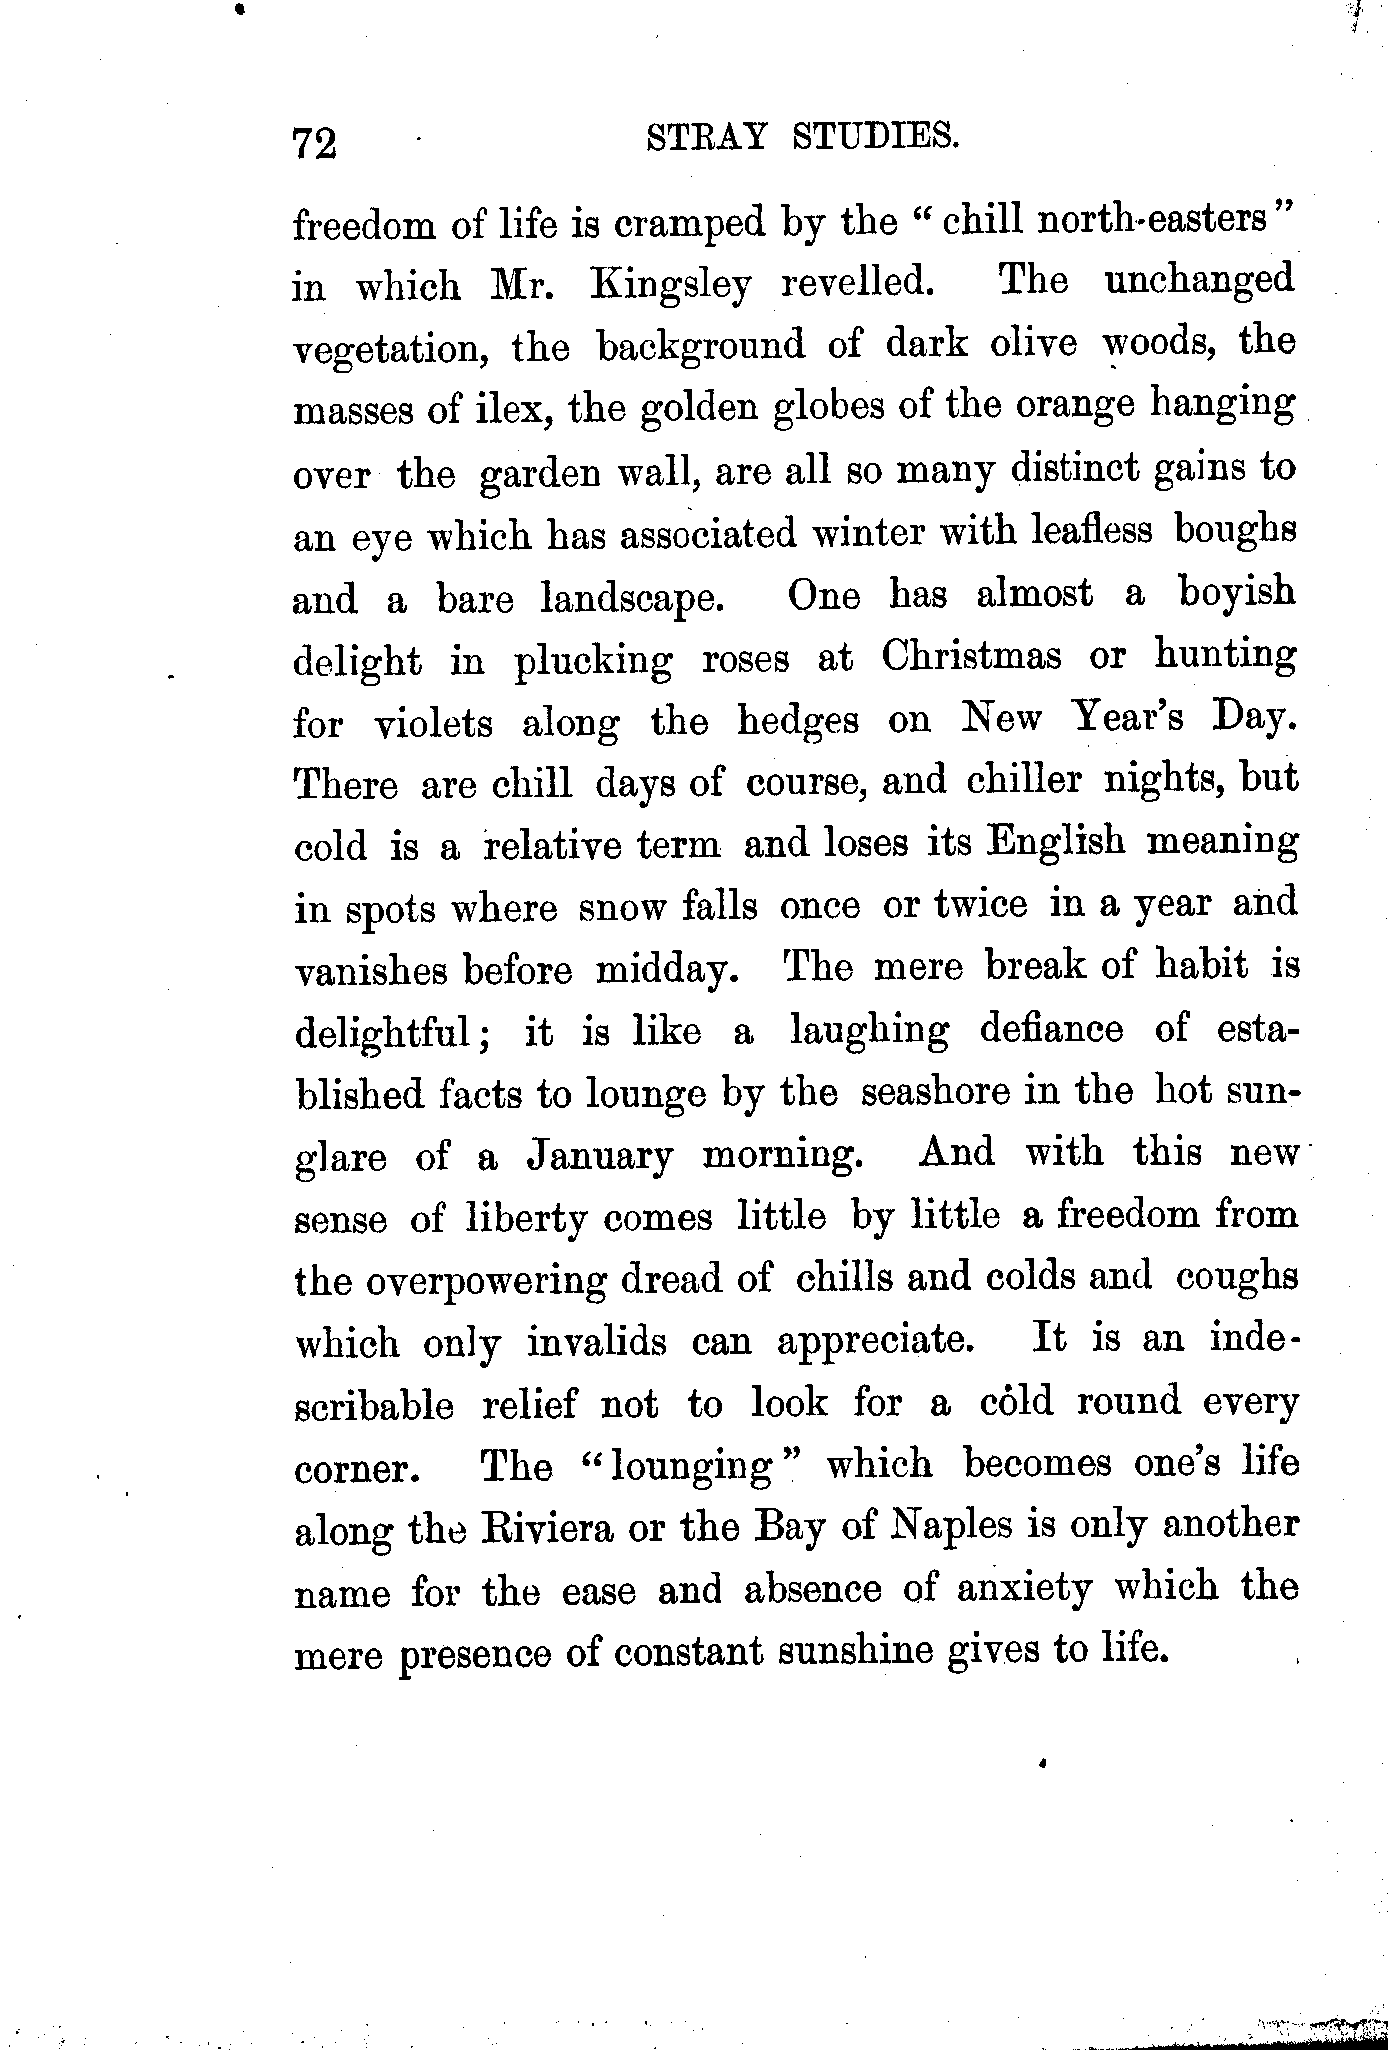 72 STRAY STUDIES.
freedom of life is cramped by the “ chill north-easters ”
in which Mr. Kingsley revelled. The unchanged
vegetation, the background of dark olive woods, the
masses of ilex, the golden globes of the orange hanging
over the garden wall, are all so many distinct gains to
an eye which has associated winter with leafless boughs
and a bare landscape. One has almost a boyish
delight in plucking roses at Christmas or hunting
for violets along the hedges on New Year’s Day.
There are chill days of course, and chiller nights, but
cold is a relative term and loses its English meaning
in spots where snow falls once or twice in a year and
vanishes before midday. The mere break of habit is
delightful ; it is like a laughing defiance of esta-
blished facts to lounge by the seashore in the hot sun-
glare of a January morning. And with this new
sense of liberty comes little by little a freedom from
the overpowering dread of chills and colds and coughs
which only invalids can appreciate. It is an inde-
scribable relief not to look for a cold round every
corner. The “ lounging ” which becomes one’s life
along the Riviera or the Bay of Naples is only another
name for the ease and absence of anxiety which the
mere presence of constant sunshine gives to life.